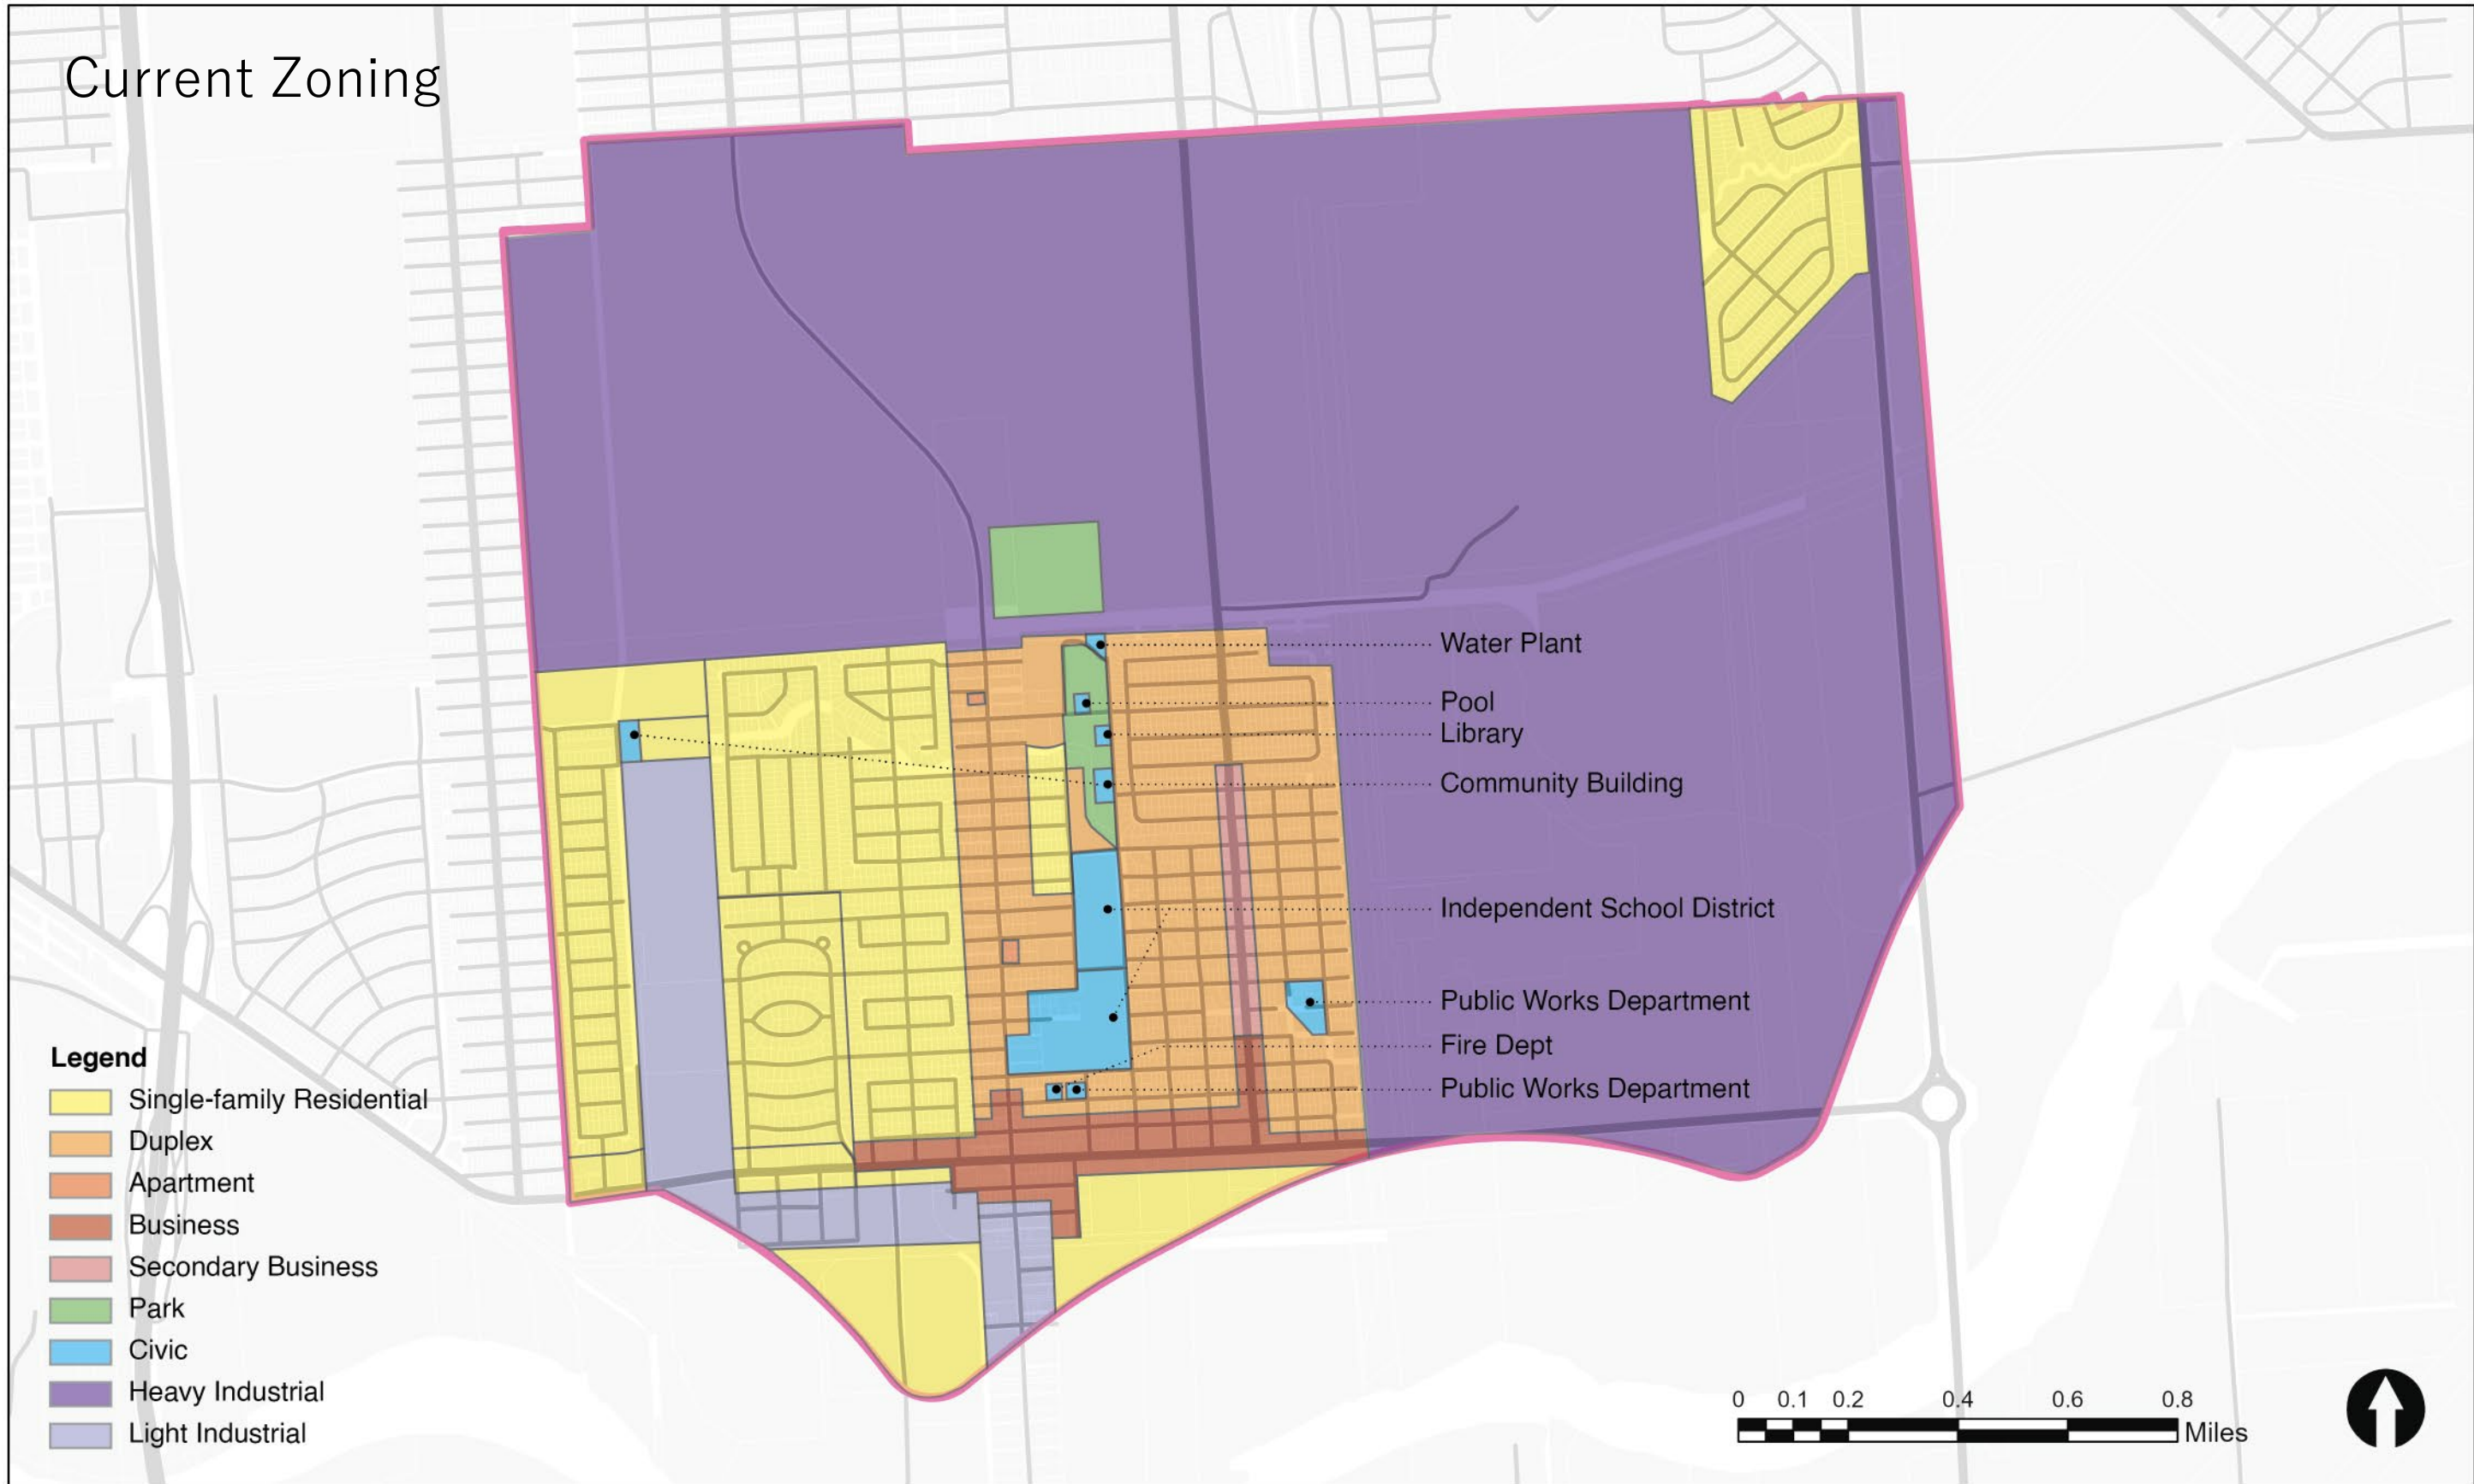 Current Zoning
Water Plant
Pool
Library
Community Building
Independent School District
Public Works Department
Fire Dept
Public Works Department
Legend
Single-family Residential
Duplex
Apartment
Business
Secondary Business
Park
Civic
Heavy Industrial
Light Industrial
0 0.1 0.2 0.4 0.6 0.8
Miles